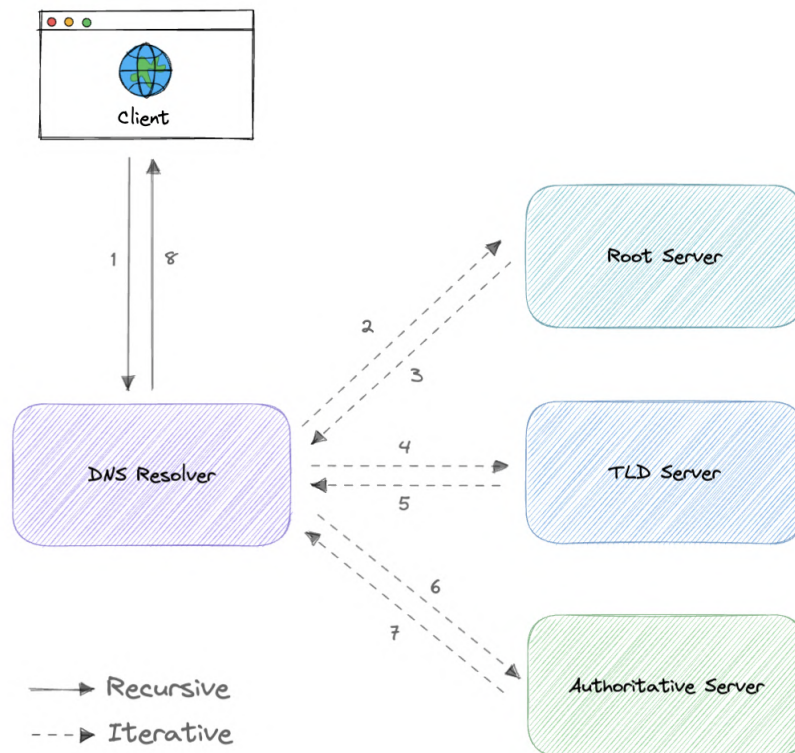 Client
1
8
Root Server
2
3
DNS Resolver
4
TLD Server
5
6
7
Authoritative Server
Recursive
Iterative